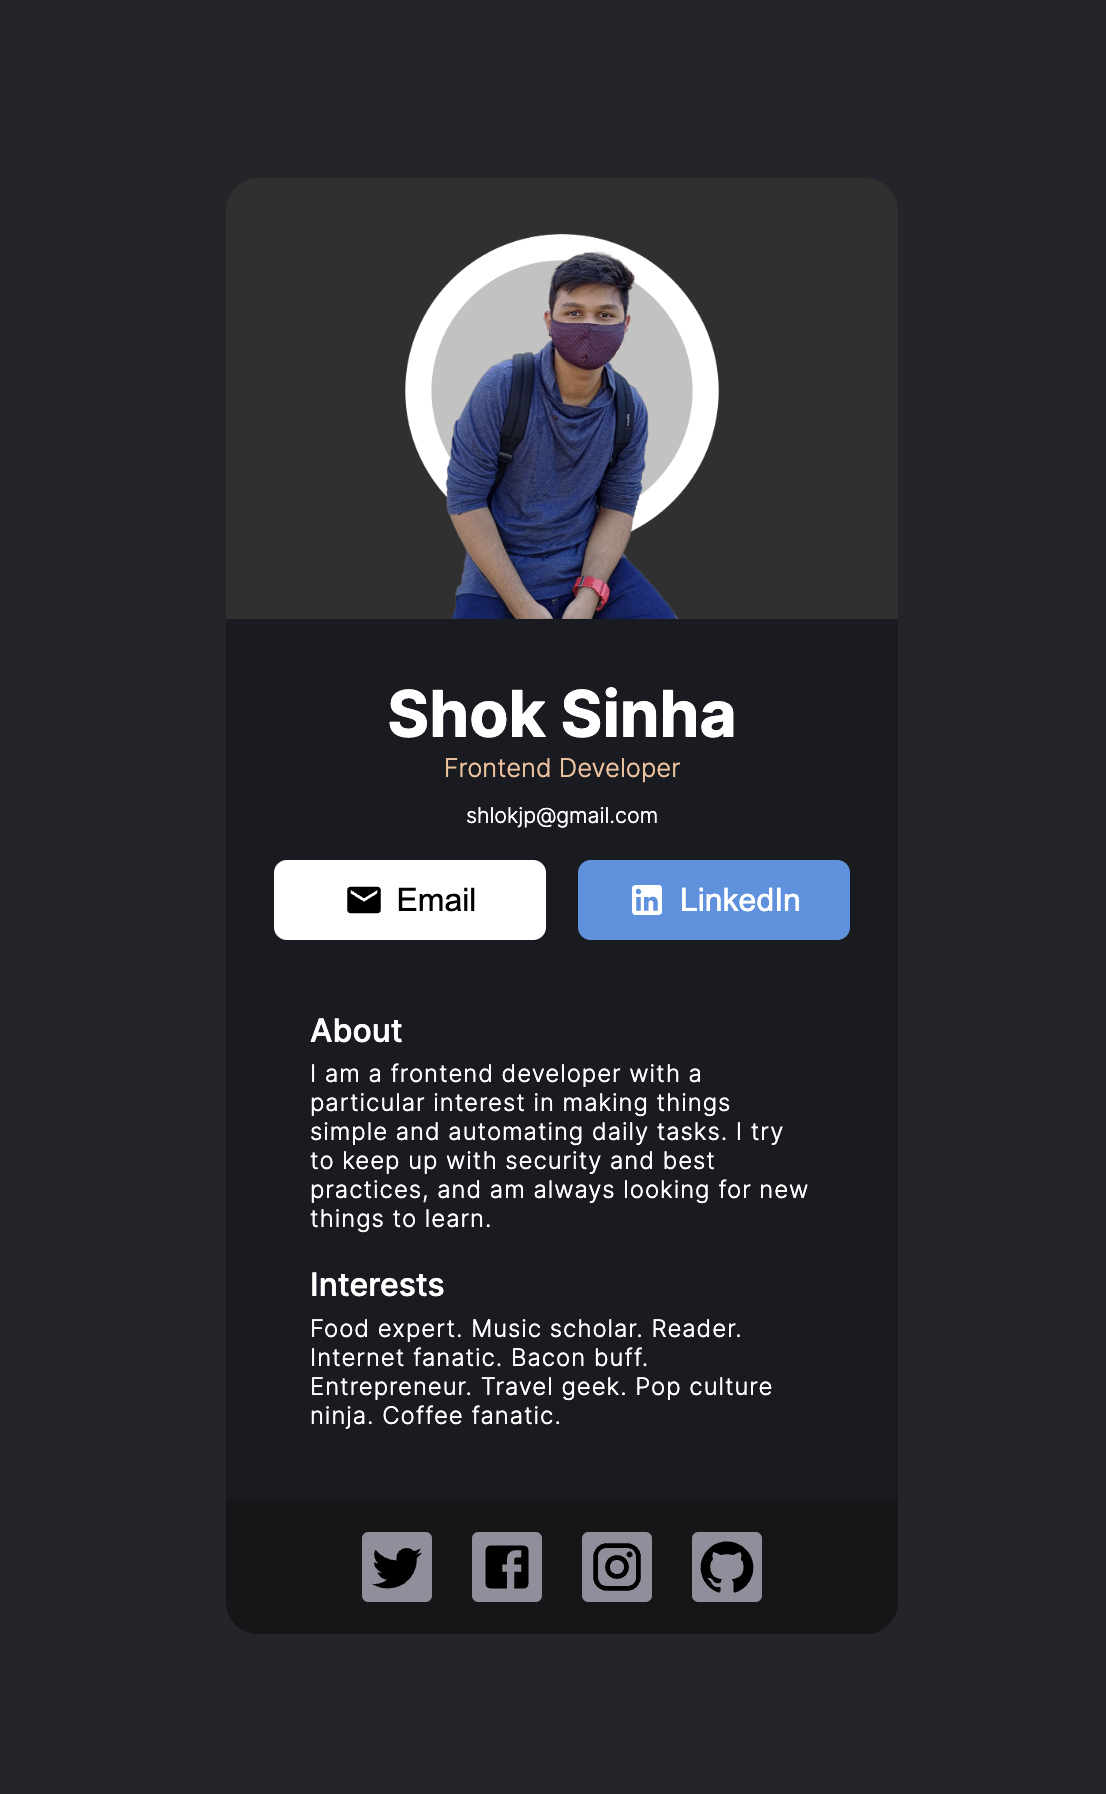 Shok Sinha
Frontend Developer
shlokjp@gmail.com
Email
LinkedIn
About
I am a frontend developer with a
particular interest in making things
simple and automating daily tasks. I try
to keep up with security and best
practices, and am always looking for new
things to learn.
Interests
Food expert. Music scholar. Reader.
Internet fanatic. Bacon buff.
Entrepreneur. Travel geek. Pop culture
ninja. Coffee fanatic.